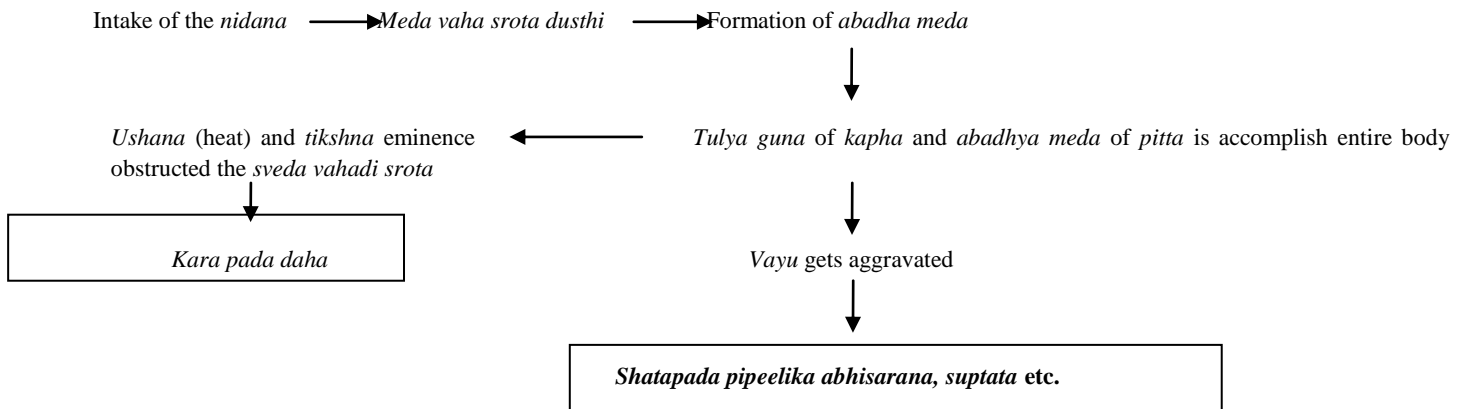 Intake of the nidana Meda vaha srota dusthi Formation of abadha meda
Ushana (heat) and tikshna eminence
obstructed the sveda vahadi srota
Tulya guna of kapha and abadhya meda of pitta is accomplish entire body
Kara pada daha
Vayu gets aggravated
Shatapada pipeelika abhisarana, suptata etc.